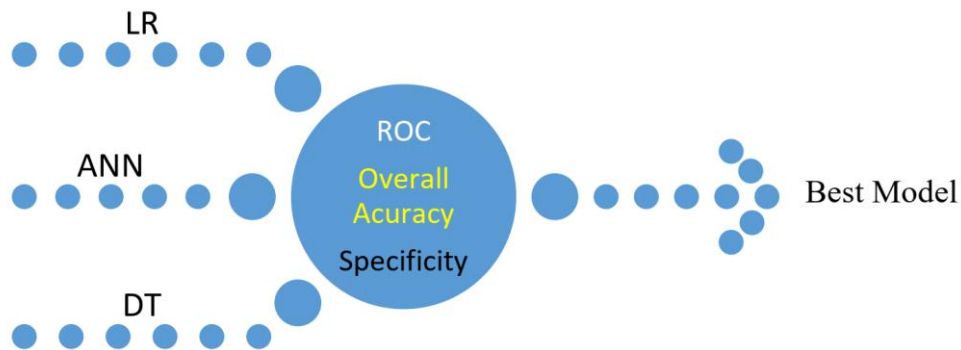 LR
ANN
DT
ROC
Overall
Acuracy
Specificity
Best Model